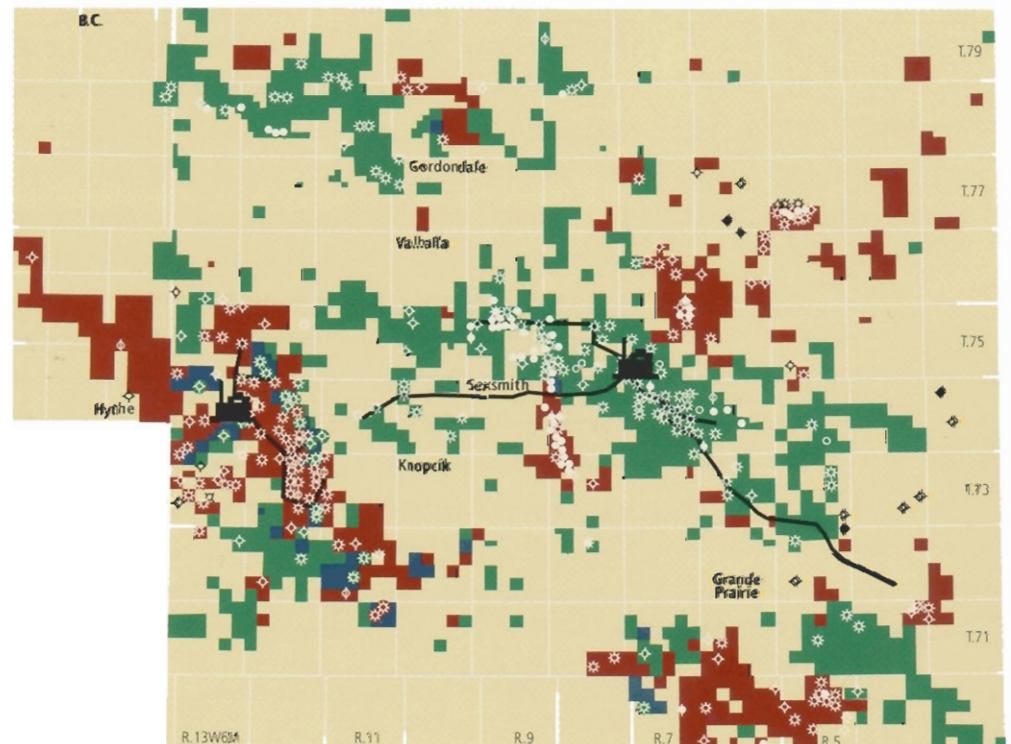 B.C.
T.79
Gordondale
T.77
Valhalla
T.75
Sexsmith
Hythe
Knopcik
T.73
Grande
Prairie
T.71
R.13W6M
R.11
R.9
R.7
R.5